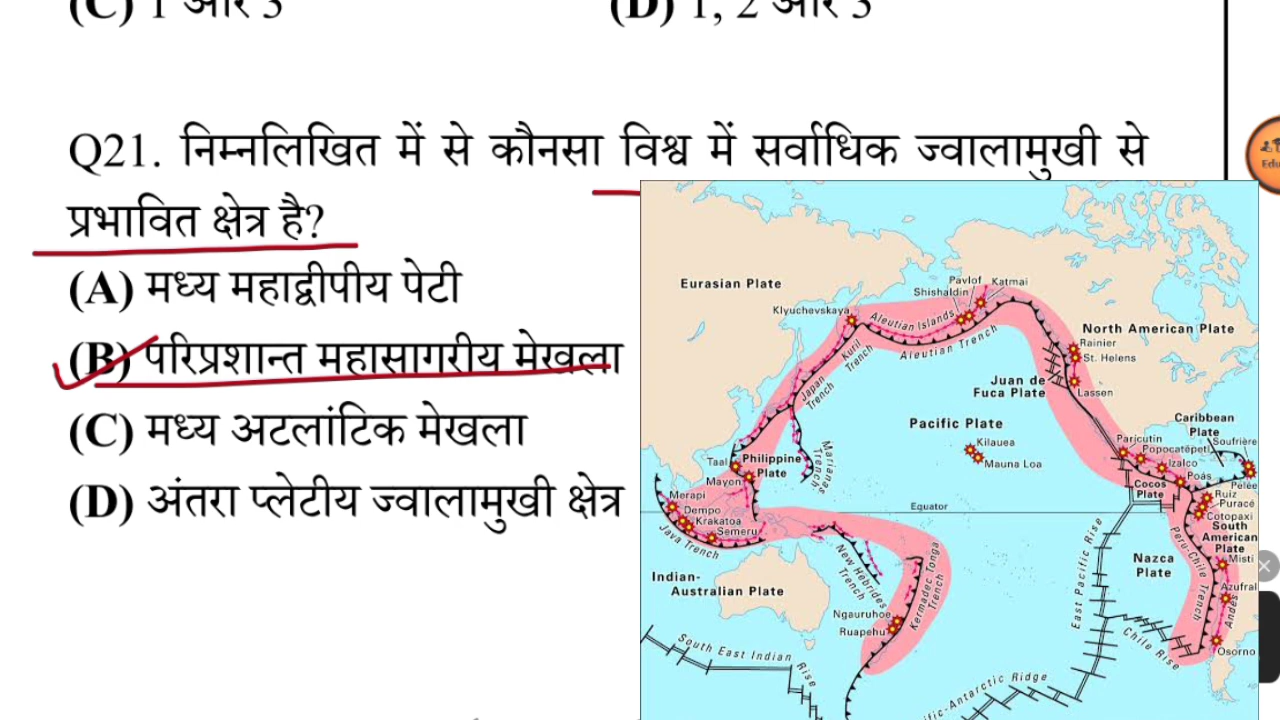 (C) 1 और 3 (D) 1, 2 और 3
Q21. निम्नलिखित में से कौनसा विश्व में सर्वाधिक ज्वालामुखी से
प्रभावित क्षेत्र है?
(A) मध्य महाद्वीपीय पेटी
(B) परिप्रशान्त महासागरीय मेखला
(C) मध्य अटलांटिक मेखला
(D) अंतरा प्लेटीय ज्वालामुखी क्षेत्र
Edu
Eurasian Plate
Pavlof Katmai
Shishaldin
Klyuchevskaya
Aleutian Islands
Aleutian Trench
North American Plate
Rainier
St. Helens
Lassen
Kuril
Trench
Japan
Trench
Juan de
Fuca Plate
Pacific Plate
Kilauea
Mauna Loa
Caribbean
Plate
Soufrière
Paricutin
Popocatépetl
Izalco
Poás
Pelée
Taal
Philippine
Plate
Mayon
Marianas
Trench
Cocos
Plate
Ruiz
Puracé
Cotopaxi
Merapi
Dempo
Krakatoa
Semeru
Java Trench
Equator
South
American
Plate
Misti
Azufral
Andes
Osorno
Peru-Chile Trench
Nazca
Plate
East Pacific Rise
Chile Rise
Indian-
Australian Plate
New Hebrides
Trench
Kermadec Tonga
Trench
Ngauruhoe
Ruapehu
South East Indian Rise
ific-Antarctic Ridge